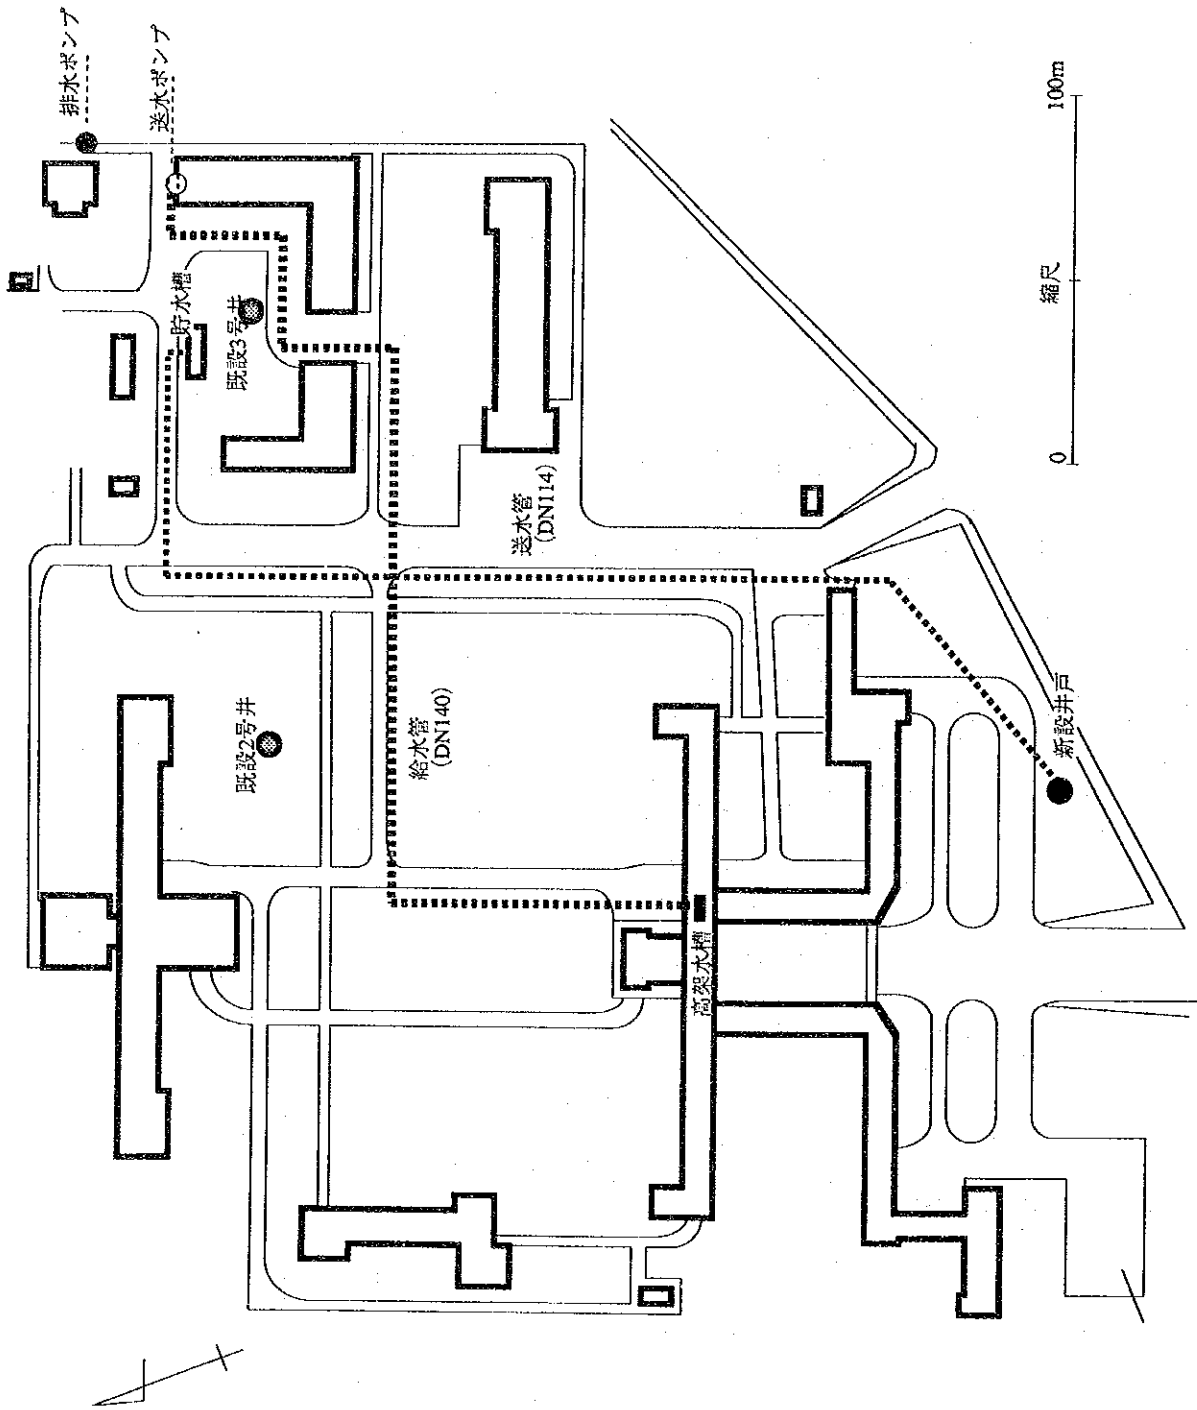 排水ポンプ
送水ポンプ
貯水槽
既設3号井
既設2号井
送水管
(DN114)
給水管
(DN140)
高架水槽
新設井戸
0
縮尺
100m